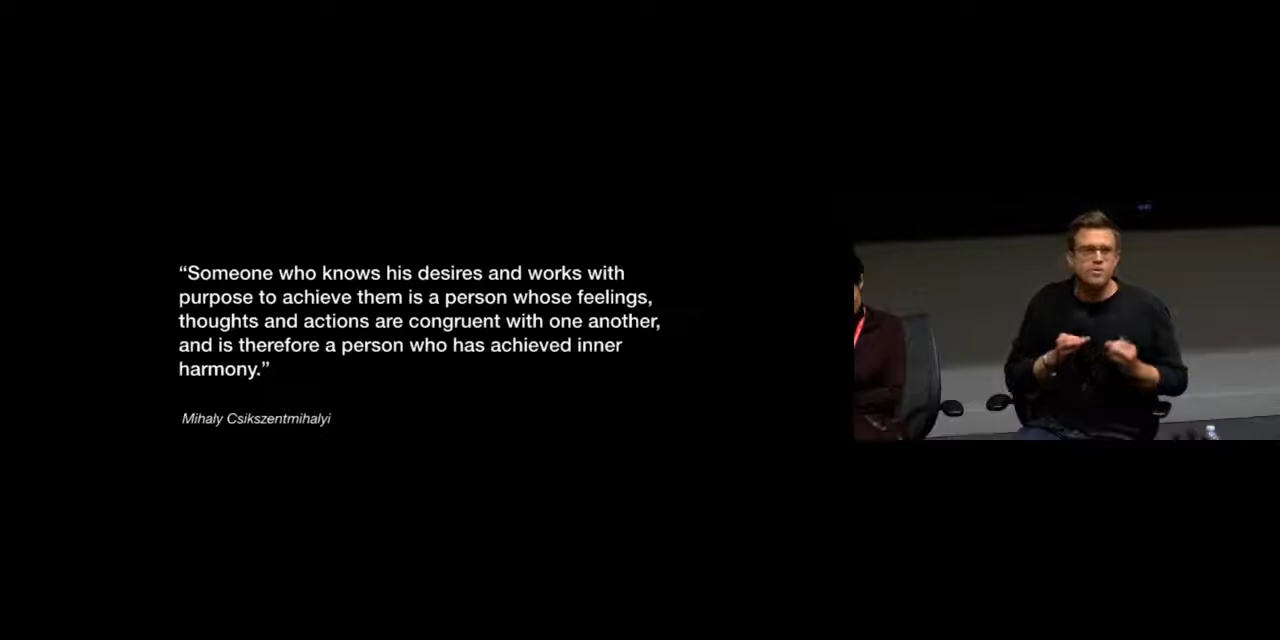 “Someone who knows his desires and works with
purpose to achieve them is a person whose feelings,
thoughts and actions are congruent with one another,
and is therefore a person who has achieved inner
harmony.”
Mihaly Csikszentmihalyi